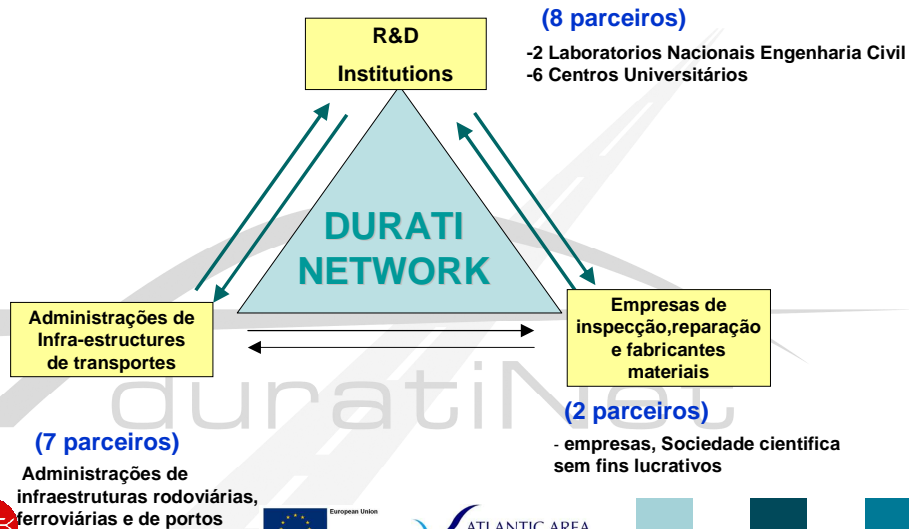 (8 parceiros)
R&D
Institutions
-2 Laboratorios Nacionais Engenharia Civil
-6 Centros Universitários
DURATI
NETWORK
Administrações de
Infra-estructures
de transportes
Empresas de
inspecção,reparação
e fabricantes
materiais
duratiNet
(7 parceiros)
Administrações de
infraestruturas rodoviárias,
ferroviárias e de portos
(2 parceiros)
- empresas, Sociedade cientifica
sem fins lucrativos
European Union
ATLANTIC AREA